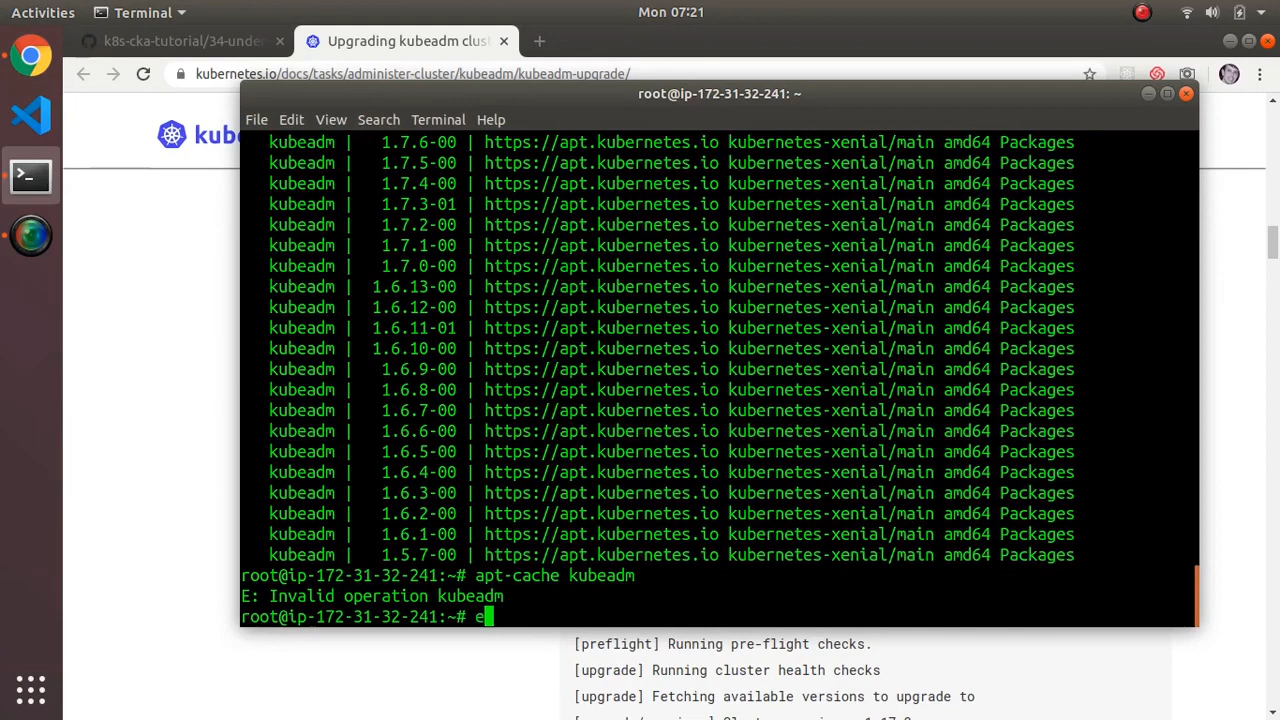 Activities Terminal Mon 07:21
k8s-cka-tutorial/34-unde Upgrading kubeadm clust
kubernetes.io/docs/tasks/administer-cluster/kubeadm/kubeadm-upgrade/
root@ip-172-31-32-241: ~
File Edit View Search Terminal Help
kube
kubeadm | 1.7.6-00 | https://apt.kubernetes.io kubernetes-xenial/main amd64 Packages
kubeadm | 1.7.5-00 | https://apt.kubernetes.io kubernetes-xenial/main amd64 Packages
kubeadm | 1.7.4-00 | https://apt.kubernetes.io kubernetes-xenial/main amd64 Packages
kubeadm | 1.7.3-01 | https://apt.kubernetes.io kubernetes-xenial/main amd64 Packages
kubeadm | 1.7.2-00 | https://apt.kubernetes.io kubernetes-xenial/main amd64 Packages
kubeadm | 1.7.1-00 | https://apt.kubernetes.io kubernetes-xenial/main amd64 Packages
kubeadm | 1.7.0-00 | https://apt.kubernetes.io kubernetes-xenial/main amd64 Packages
kubeadm | 1.6.13-00 | https://apt.kubernetes.io kubernetes-xenial/main amd64 Packages
kubeadm | 1.6.12-00 | https://apt.kubernetes.io kubernetes-xenial/main amd64 Packages
kubeadm | 1.6.11-01 | https://apt.kubernetes.io kubernetes-xenial/main amd64 Packages
kubeadm | 1.6.10-00 | https://apt.kubernetes.io kubernetes-xenial/main amd64 Packages
kubeadm | 1.6.9-00 | https://apt.kubernetes.io kubernetes-xenial/main amd64 Packages
kubeadm | 1.6.8-00 | https://apt.kubernetes.io kubernetes-xenial/main amd64 Packages
kubeadm | 1.6.7-00 | https://apt.kubernetes.io kubernetes-xenial/main amd64 Packages
kubeadm | 1.6.6-00 | https://apt.kubernetes.io kubernetes-xenial/main amd64 Packages
kubeadm | 1.6.5-00 | https://apt.kubernetes.io kubernetes-xenial/main amd64 Packages
kubeadm | 1.6.4-00 | https://apt.kubernetes.io kubernetes-xenial/main amd64 Packages
kubeadm | 1.6.3-00 | https://apt.kubernetes.io kubernetes-xenial/main amd64 Packages
kubeadm | 1.6.2-00 | https://apt.kubernetes.io kubernetes-xenial/main amd64 Packages
kubeadm | 1.6.1-00 | https://apt.kubernetes.io kubernetes-xenial/main amd64 Packages
kubeadm | 1.5.7-00 | https://apt.kubernetes.io kubernetes-xenial/main amd64 Packages
root@ip-172-31-32-241:~# apt-cache kubeadm
E: Invalid operation kubeadm
root@ip-172-31-32-241:~# e
[preflight] Running pre-flight checks.
[upgrade] Running cluster health checks
[upgrade] Fetching available versions to upgrade to